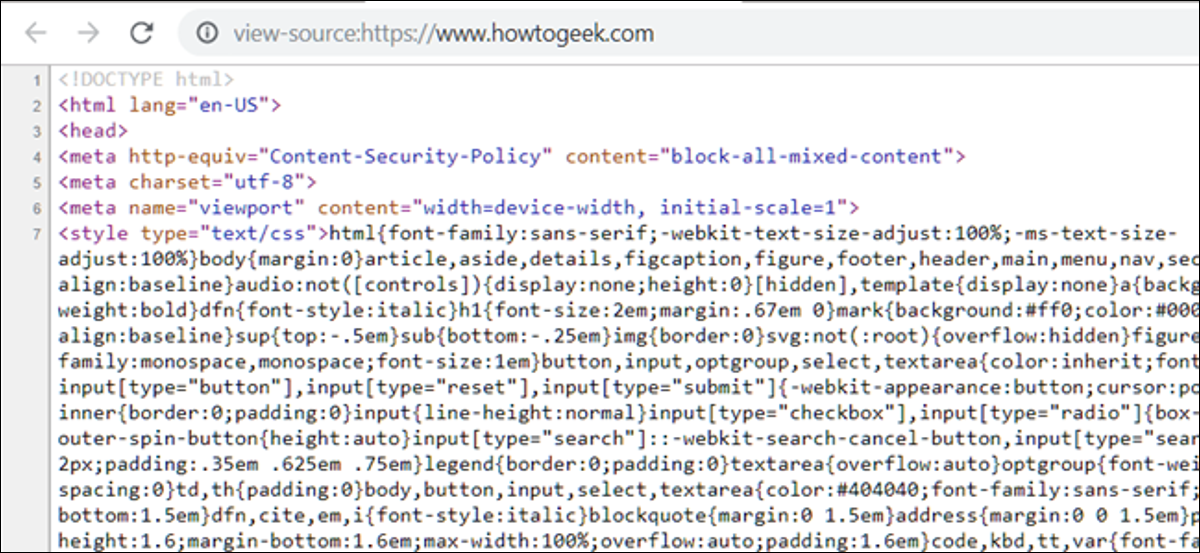 view-source:https://www.howtogeek.com
1 <!DOCTYPE html>
2 <html lang="en-US">
3 <head>
4 <meta http-equiv="Content-Security-Policy" content="block-all-mixed-content">
5 <meta charset="utf-8">
6 <meta name="viewport" content="width=device-width, initial-scale=1">
7 <style type="text/css">html{font-family:sans-serif;-webkit-text-size-adjust:100%;-ms-text-size-
adjust:100%}body{margin:0}article,aside,details,figcaption,figure,footer,header,main,menu,nav,sec
align:baseline}audio:not([controls]){display:none;height:0}[hidden],template{display:none}a{backg
weight:bold}dfn{font-style:italic}h1{font-size:2em;margin:.67em 0}mark{background:#ff0;color:#000
align:baseline}sup{top:-.5em}sub{bottom:-.25em}img{border:0}svg:not(:root){overflow:hidden}figure
family:monospace,monospace;font-size:1em}button,input,optgroup,select,textarea{color:inherit;font
input[type="button"],input[type="reset"],input[type="submit"]{-webkit-appearance:button;cursor:po
inner{border:0;padding:0}input{line-height:normal}input[type="checkbox"],input[type="radio"]{box-
outer-spin-button{height:auto}input[type="search"]::-webkit-search-cancel-button,input[type="sear
2px;padding:.35em .625em .75em}legend{border:0;padding:0}textarea{overflow:auto}optgroup{font-wei
spacing:0}td,th{padding:0}body,button,input,select,textarea{color:#404040;font-family:sans-serif;
bottom:1.5em}dfn,cite,em,i{font-style:italic}blockquote{margin:0 1.5em}address{margin:0 0 1.5em}p
height:1.6;margin-bottom:1.6em;max-width:100%;overflow:auto;padding:1.6em}code,kbd,tt,var{font-fa